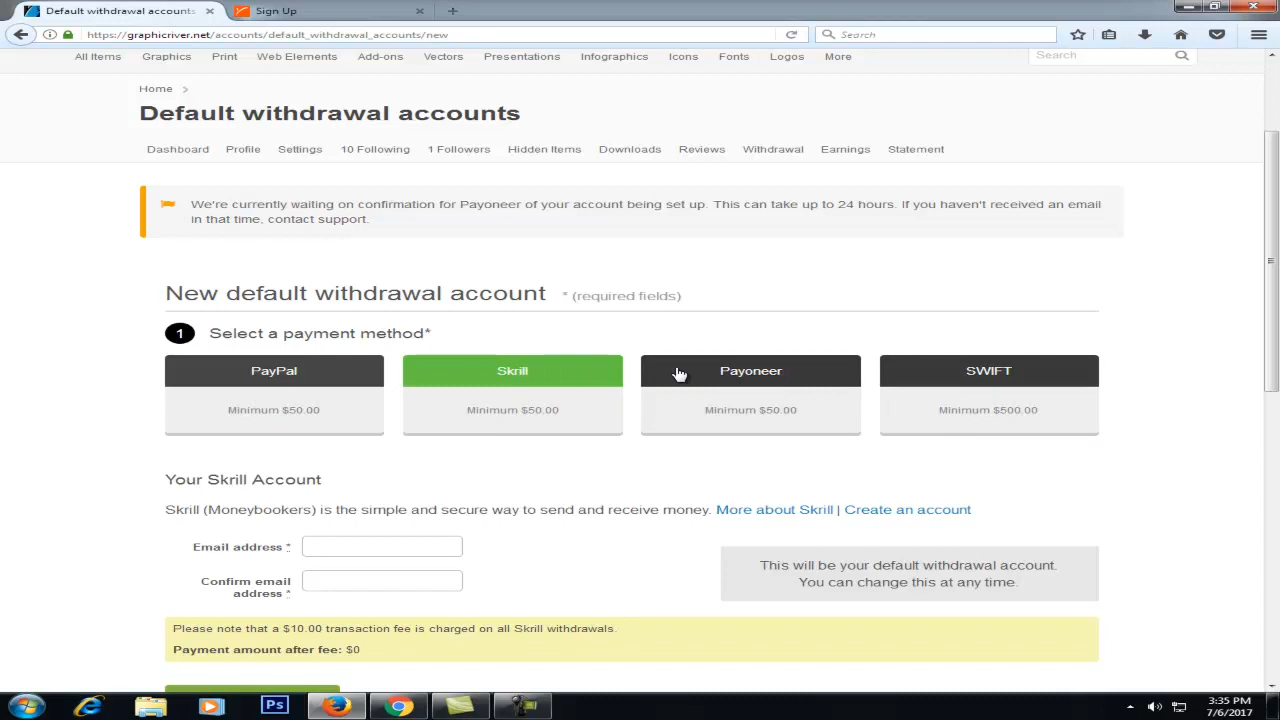 Default withdrawal accounts
Sign Up
https://graphicriver.net/accounts/default_withdrawal_accounts/new
Search
All Items
Graphics
Print
Web Elements
Add-ons
Vectors
Presentations
Infographics
Icons
Fonts
Logos
More
Search
Home
Default withdrawal accounts
Dashboard
Profile
Settings
10 Following
1 Followers
Hidden Items
Downloads
Reviews
Withdrawal
Earnings
Statement
We're currently waiting on confirmation for Payoneer of your account being set up. This can take up to 24 hours. If you haven't received an email
in that time, contact support.
New default withdrawal account * (required fields)
1 Select a payment method*
PayPal
Skrill
Payoneer
SWIFT
Minimum $50.00
Minimum $50.00
Minimum $50.00
Minimum $500.00
Your Skrill Account
Skrill (Moneybookers) is the simple and secure way to send and receive money. More about Skrill | Create an account
Email address *
Confirm email
address *
This will be your default withdrawal account.
You can change this at any time.
Please note that a $10.00 transaction fee is charged on all Skrill withdrawals.
Payment amount after fee: $0
Ps
3:35 PM
7/6/2017